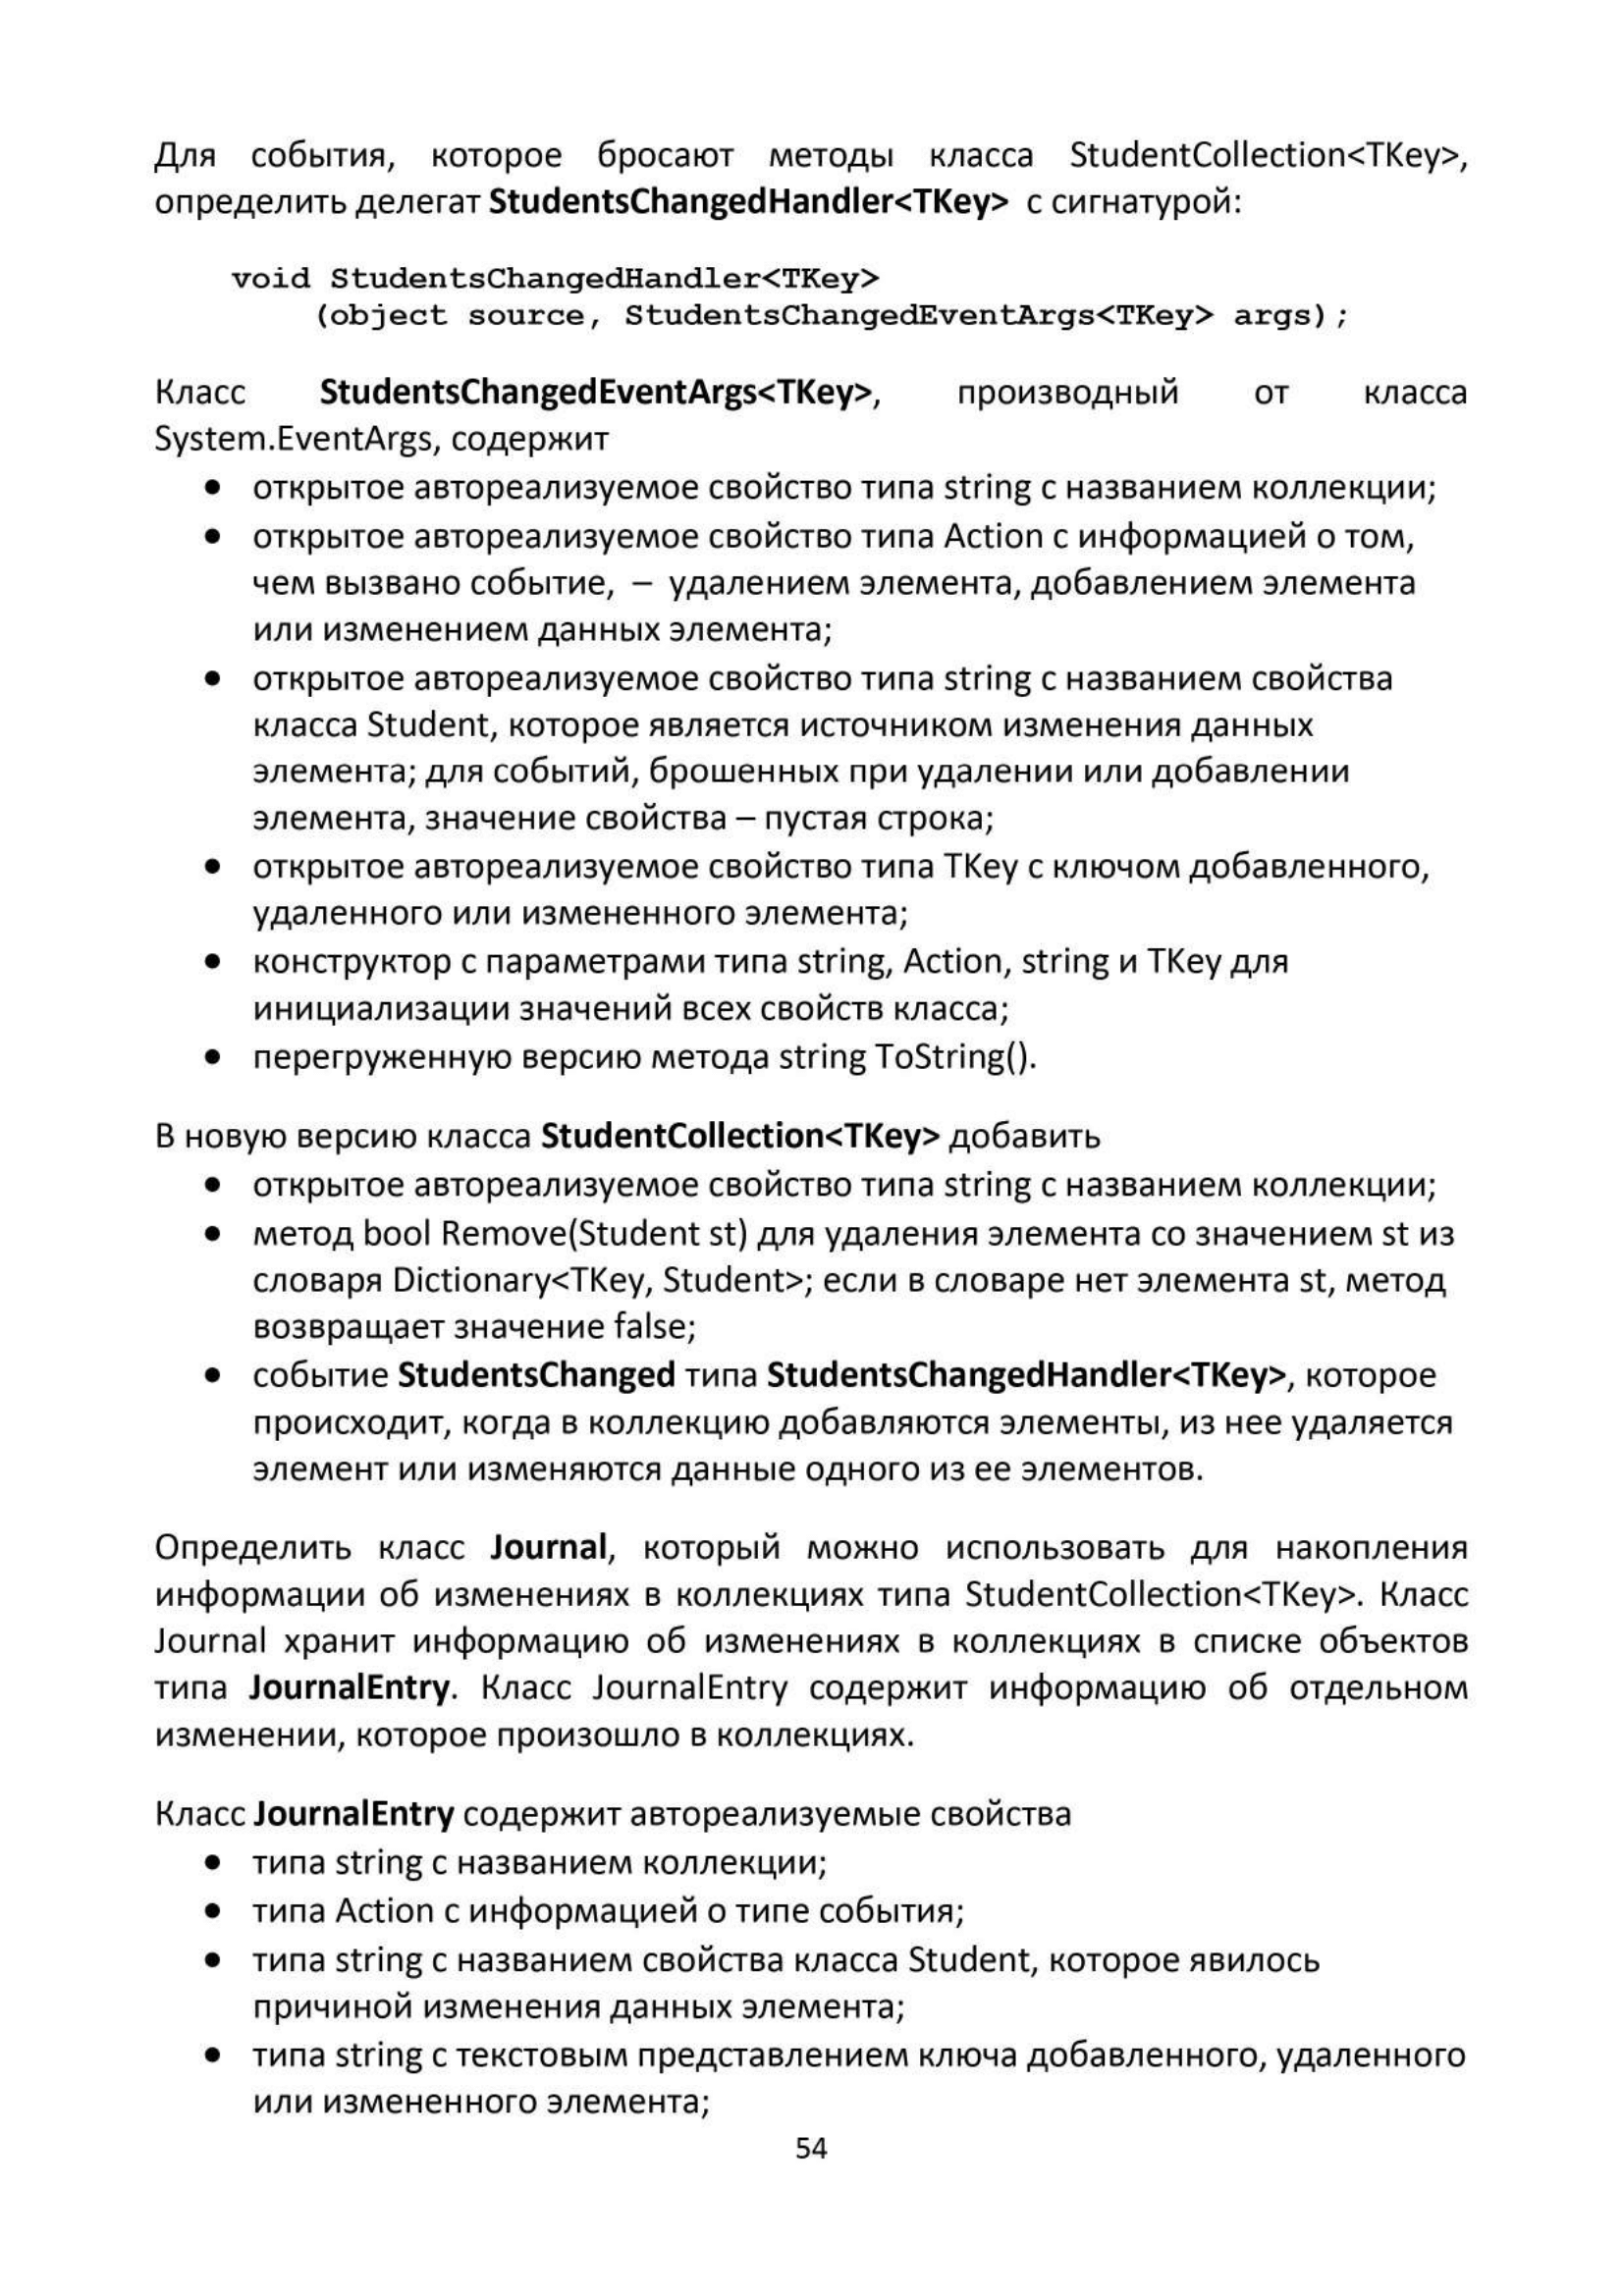 Для события, которое бросают методы класса StudentCollection<TKey>,
определить делегат StudentsChangedHandler<TKey> с сигнатурой:
void StudentsChangedHandler<TKey>
(object source, StudentsChangedEventArgs<TKey> args);
Класс StudentsChangedEventArgs<TKey>, производный от класса
System.EventArgs, содержит
• открытое автореализуемое свойство типа string с названием коллекции;
• открытое автореализуемое свойство типа Action с информацией о том,
чем вызвано событие, – удалением элемента, добавлением элемента
или изменением данных элемента;
• открытое автореализуемое свойство типа string с названием свойства
класса Student, которое является источником изменения данных
элемента; для событий, брошенных при удалении или добавлении
элемента, значение свойства – пустая строка;
• открытое автореализуемое свойство типа TKey с ключом добавленного,
удаленного или измененного элемента;
• конструктор c параметрами типа string, Action, string и TKey для
инициализации значений всех свойств класса;
• перегруженную версию метода string ToString().
В новую версию класса StudentCollection<TKey> добавить
• открытое автореализуемое свойство типа string с названием коллекции;
• метод bool Remove(Student st) для удаления элемента со значением st из
словаря Dictionary<TKey, Student>; если в словаре нет элемента st, метод
возвращает значение false;
• событие StudentsChanged типа StudentsChangedHandler<TKey>, которое
происходит, когда в коллекцию добавляются элементы, из нее удаляется
элемент или изменяются данные одного из ее элементов.
Определить класс Journal, который можно использовать для накопления
информации об изменениях в коллекциях типа StudentCollection<TKey>. Класс
Journal хранит информацию об изменениях в коллекциях в списке объектов
типа JournalEntry. Класс JournalEntry содержит информацию об отдельном
изменении, которое произошло в коллекциях.
Класс JournalEntry содержит автореализуемые свойства
• типа string с названием коллекции;
• типа Action с информацией о типе события;
• типа string c названием свойства класса Student, которое явилось
причиной изменения данных элемента;
• типа string с текстовым представлением ключа добавленного, удаленного
или измененного элемента;
54